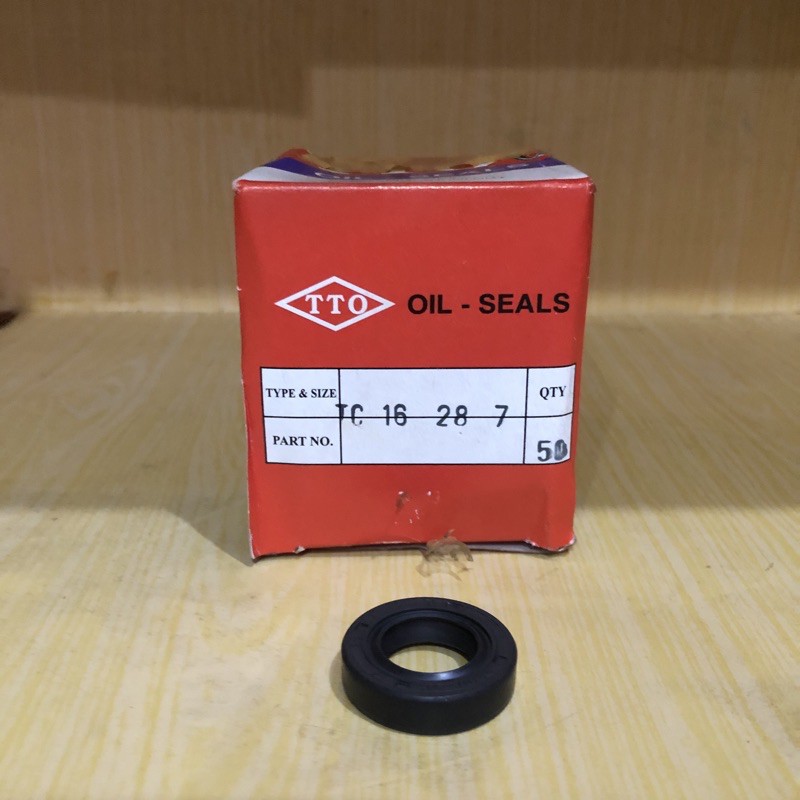 TTO OIL - SEALS
TYPE & SIZE TC 16 28 7 QTY
PART NO. 50